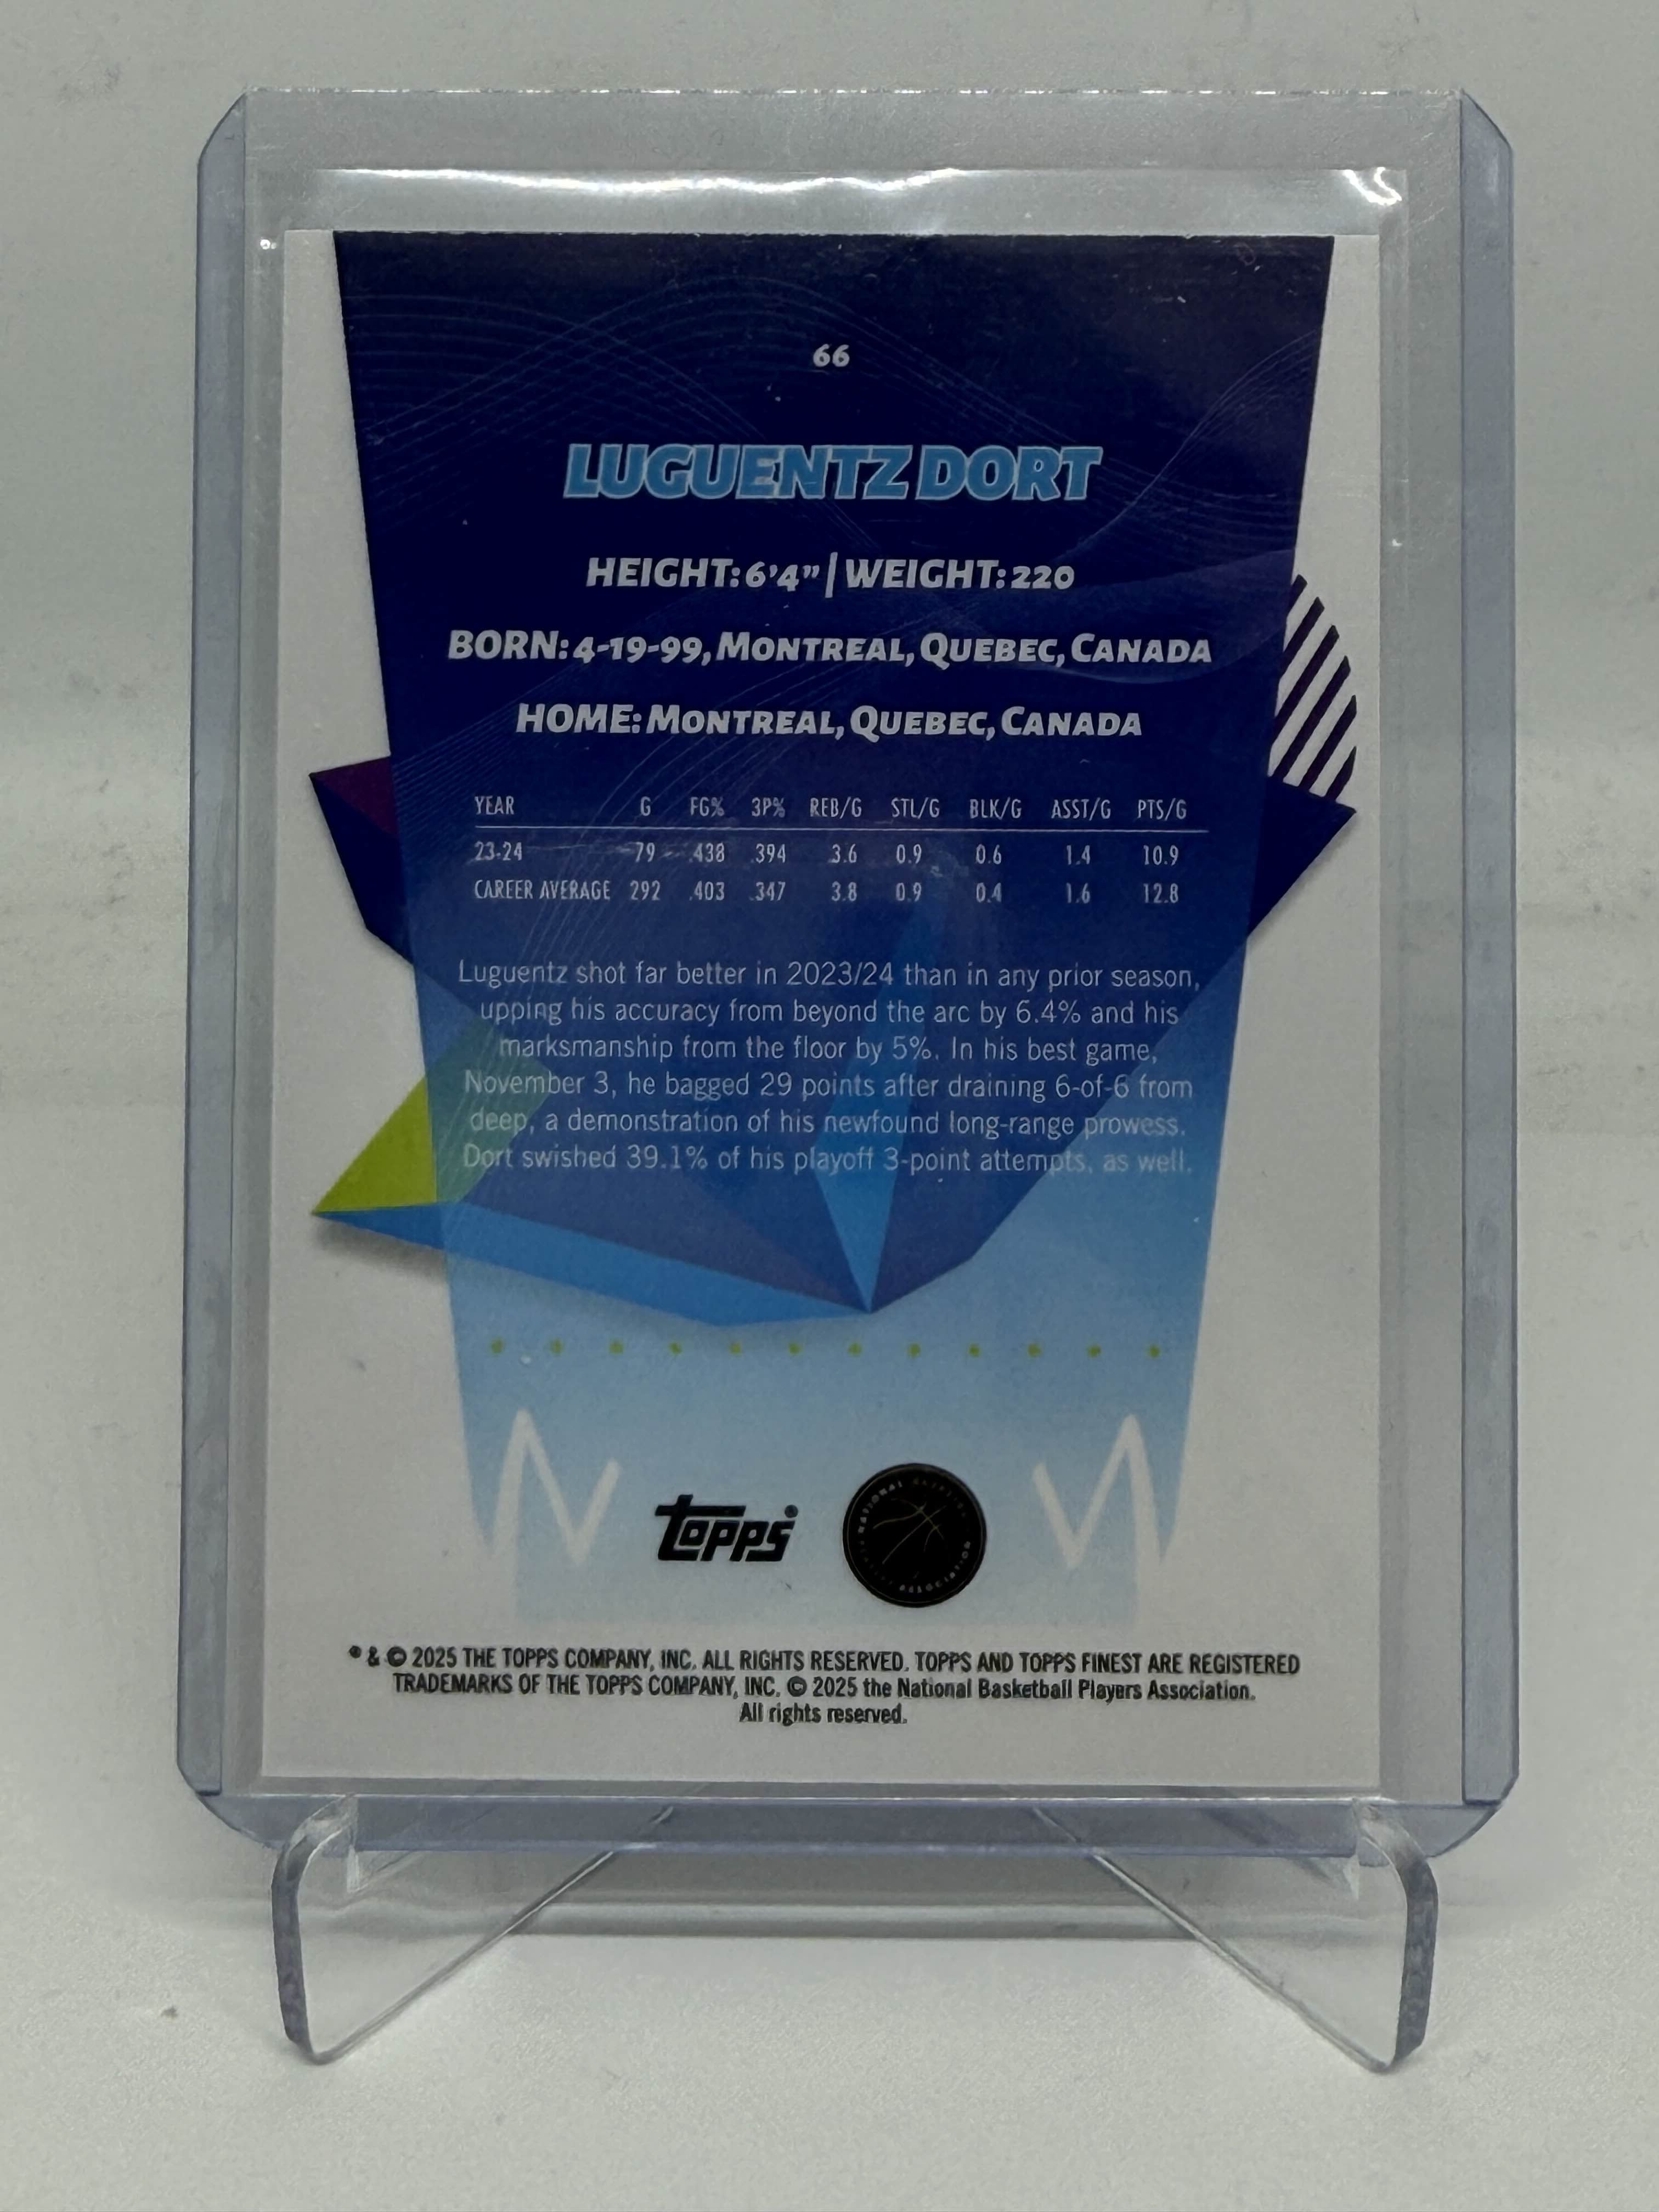 66
LUGUENTZ DORT
HEIGHT: 6'4" | WEIGHT: 220
BORN: 4-19-99, MONTREAL, QUEBEC, CANADA
HOME: MONTREAL, QUEBEC, CANADA
YEAR G FG% 3P% REB/G STL/G BLK/G ASST/G PTS/G
23-24 79 .438 .394 3.6 0.9 0.6 1.4 10.9
CAREER AVERAGE 292 .403 .347 3.8 0.9 0.4 1.6 12.8
Luguentz shot far better in 2023/24 than in any prior season,
upping his accuracy from beyond the arc by 6.4% and his
marksmanship from the floor by 5%. In his best game,
November 3, he bagged 29 points after draining 6-of-6 from
deep, a demonstration of his newfound long-range prowess.
Dort swished 39.1% of his playoff 3-point attempts, as well.
topps®
NATIONAL BASKETBALL
ASSOCIATION
® & © 2025 THE TOPPS COMPANY, INC. ALL RIGHTS RESERVED. TOPPS AND TOPPS FINEST ARE REGISTERED
TRADEMARKS OF THE TOPPS COMPANY, INC. © 2025 the National Basketball Players Association.
All rights reserved.